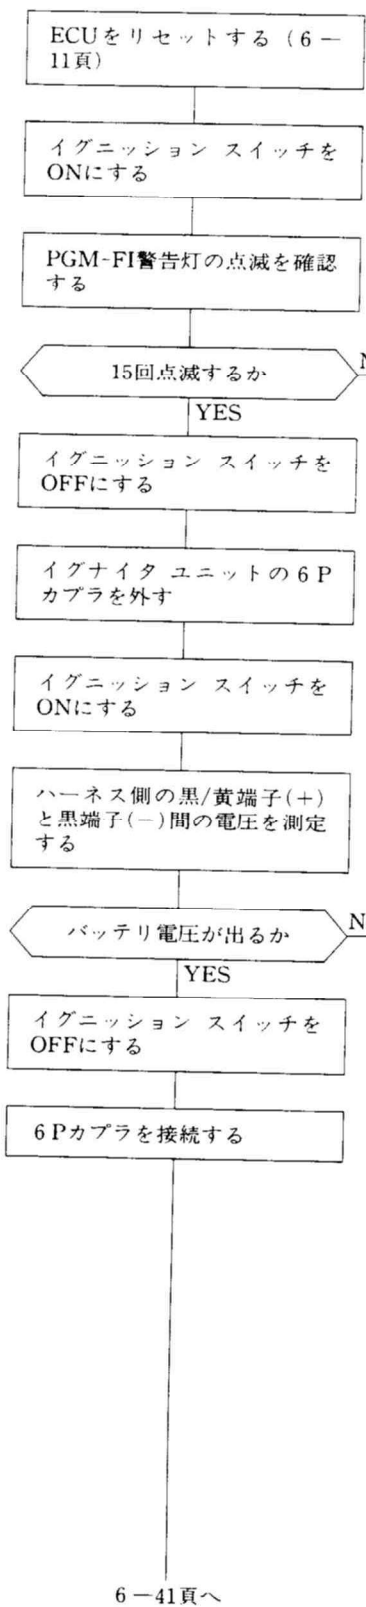 ECUをリセットする（6－
11頁）
イグニッション スイッチを
ONにする
PGM-FI警告灯の点滅を確認
する
15回点滅するか
YES
イグニッション スイッチを
OFFにする
イグナイタ ユニットの6P
カプラを外す
イグニッション スイッチを
ONにする
ハーネス側の黒/黄端子(＋)
と黒端子(－)間の電圧を測定
する
バッテリ電圧が出るか
YES
イグニッション スイッチを
OFFにする
6Pカプラを接続する
6－41頁へ